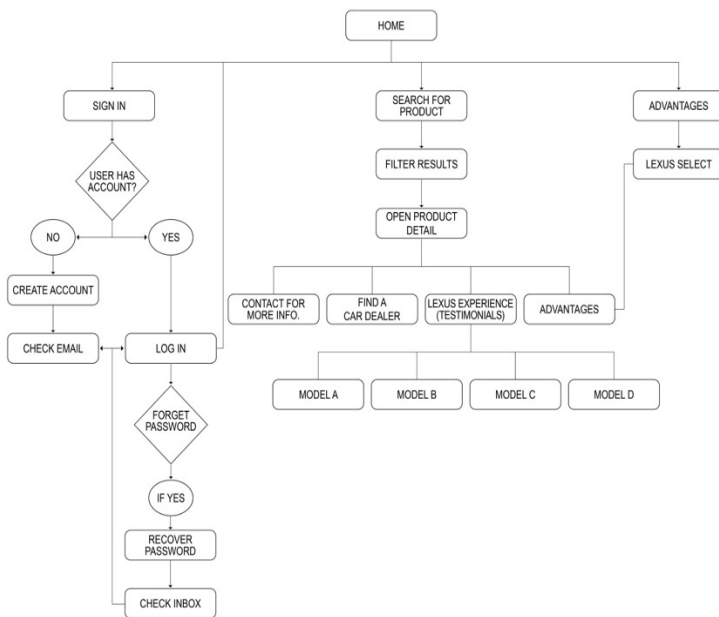 HOME
SIGN IN
SEARCH FOR
PRODUCT
ADVANTAGES
USER HAS
ACCOUNT?
FILTER RESULTS
LEXUS SELECT
OPEN PRODUCT
DETAIL
NO
YES
CREATE ACCOUNT
CONTACT FOR
MORE INFO.
FIND A
CAR DEALER
LEXUS EXPERIENCE
(TESTIMONIALS)
ADVANTAGES
CHECK EMAIL
LOG IN
MODEL A
MODEL B
MODEL C
MODEL D
FORGET
PASSWORD
IF YES
RECOVER
PASSWORD
CHECK INBOX